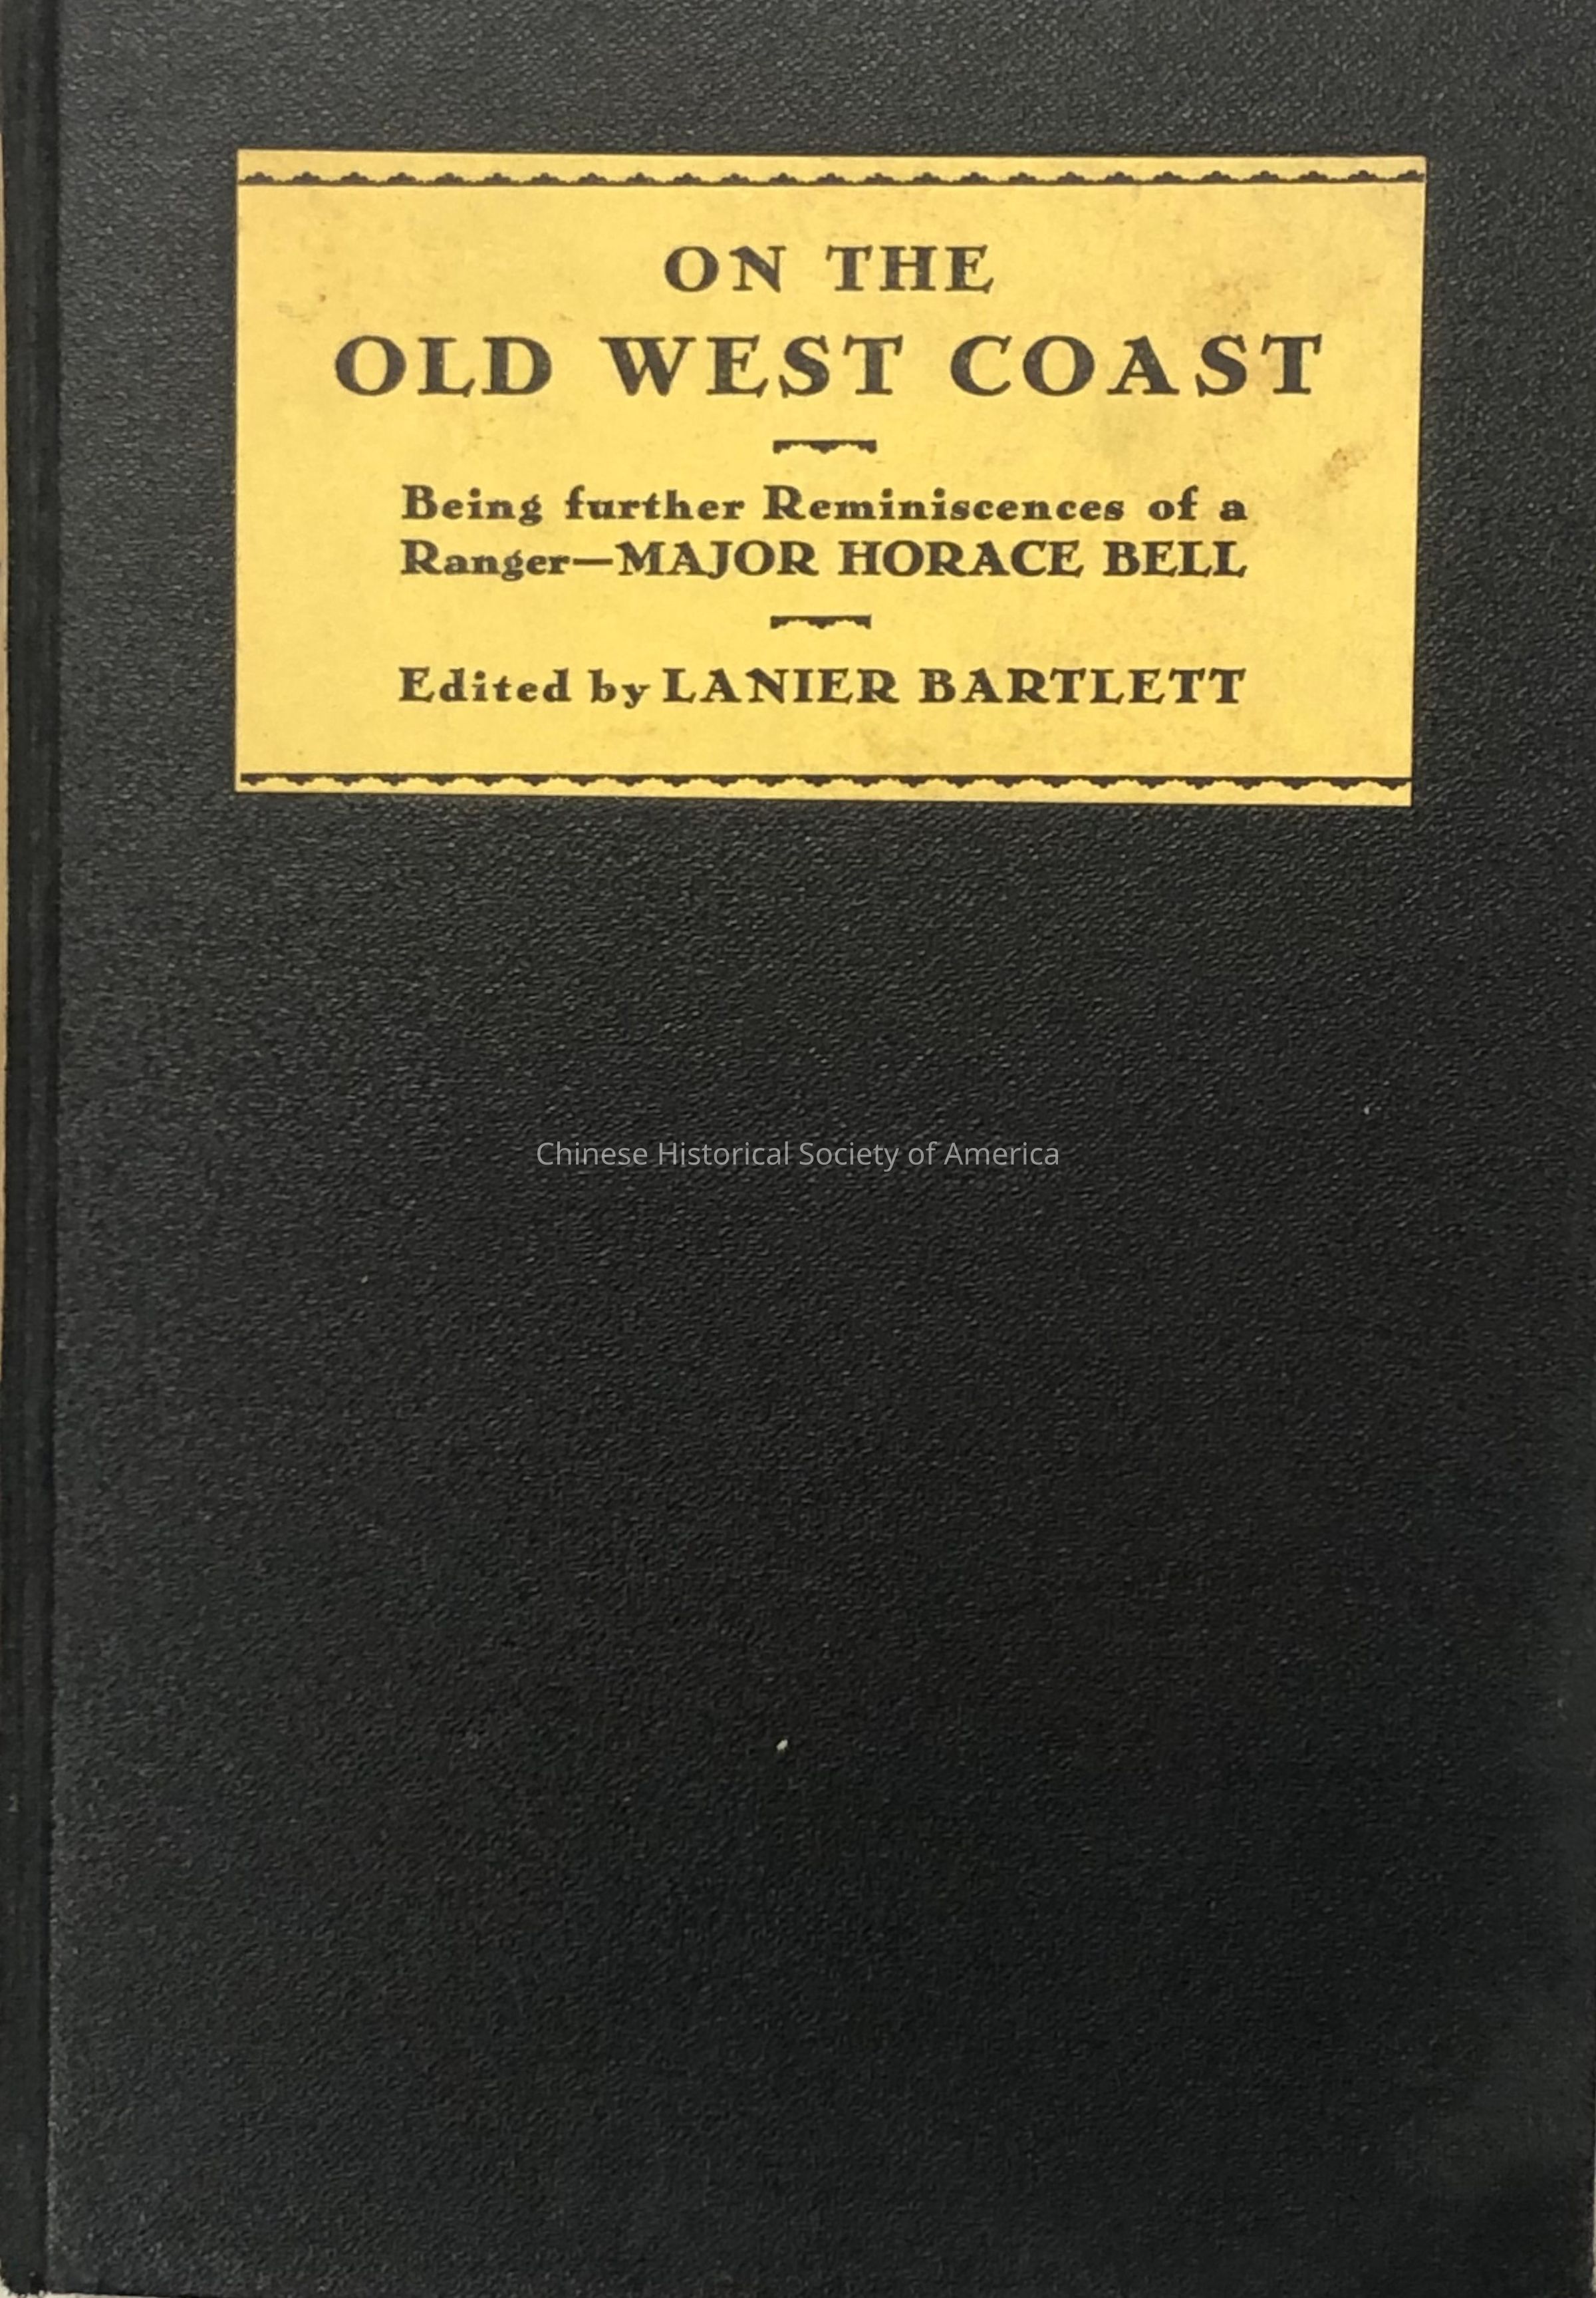 ON THE
OLD WEST COAST
Being further Reminiscences of a
Ranger—MAJOR HORACE BELL
Edited by LANIER BARTLETT
Chinese Historical Society of America